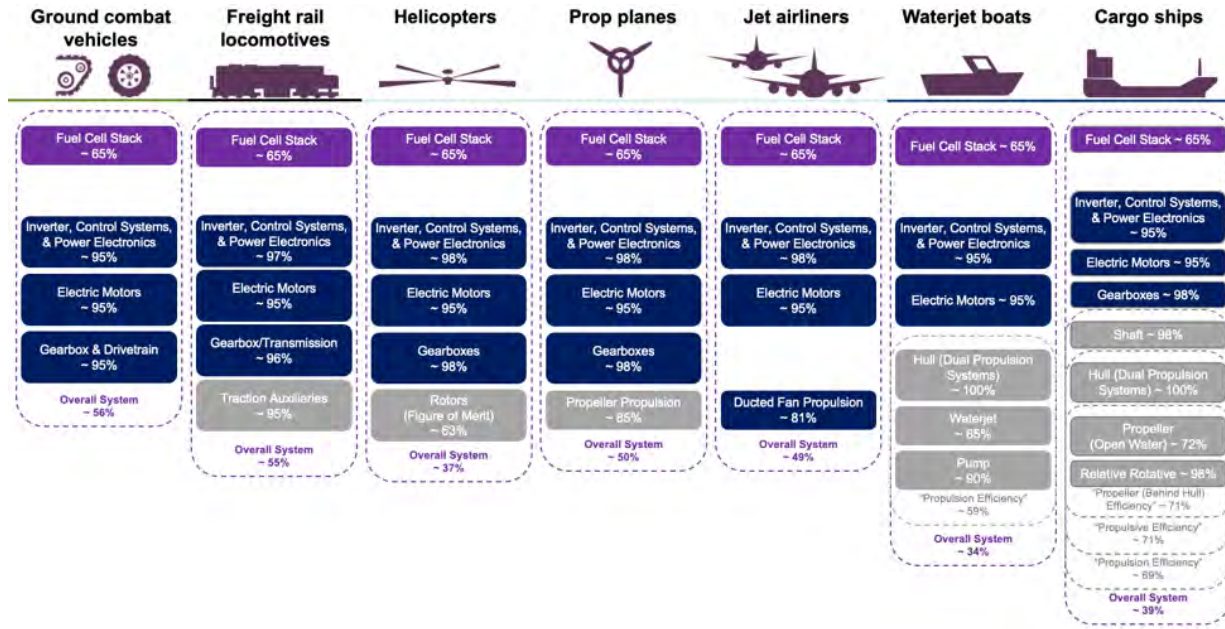 Ground combat
vehicles
Fuel Cell Stack
~ 65%
Inverter, Control Systems,
& Power Electronics
~ 95%
Electric Motors
~ 95%
Gearbox & Drivetrain
~ 95%
Overall System
~ 56%
Freight rail
locomotives
Fuel Cell Stack
~ 65%
Inverter, Control Systems,
& Power Electronics
~ 97%
Electric Motors
~ 95%
Gearbox/Transmission
~ 96%
Traction Auxiliaries
~ 95%
Overall System
~ 55%
Helicopters
Fuel Cell Stack
~ 65%
Inverter, Control Systems,
& Power Electronics
~ 98%
Electric Motors
~ 95%
Gearboxes
~ 98%
Rotors
(Figure of Merit)
~ 63%
Overall System
~ 37%
Prop planes
Fuel Cell Stack
~ 65%
Inverter, Control Systems,
& Power Electronics
~ 98%
Electric Motors
~ 95%
Gearboxes
~ 98%
Propeller Propulsion
~ 85%
Overall System
~ 50%
Jet airliners
Fuel Cell Stack
~ 65%
Inverter, Control Systems,
& Power Electronics
~ 98%
Electric Motors
~ 95%
Ducted Fan Propulsion
~ 81%
Overall System
~ 49%
Waterjet boats
Fuel Cell Stack ~ 65%
Inverter, Control Systems,
& Power Electronics
~ 95%
Electric Motors ~ 95%
Hull (Dual Propulsion
Systems)
~ 100%
Waterjet
~ 65%
Pump
~ 90%
"Propulsion Efficiency"
~ 59%
Overall System
~ 34%
Cargo ships
Fuel Cell Stack ~ 65%
Inverter, Control Systems,
& Power Electronics
~ 95%
Electric Motors ~ 95%
Gearboxes ~ 98%
Shaft ~ 98%
Hull (Dual Propulsion
Systems) ~ 100%
Propeller
(Open Water) ~ 72%
Relative Rotative ~ 98%
"Propeller (Behind Hull)
Efficiency" ~ 71%
"Propulsive Efficiency"
~ 71%
"Propulsion Efficiency"
~ 69%
Overall System
~ 39%